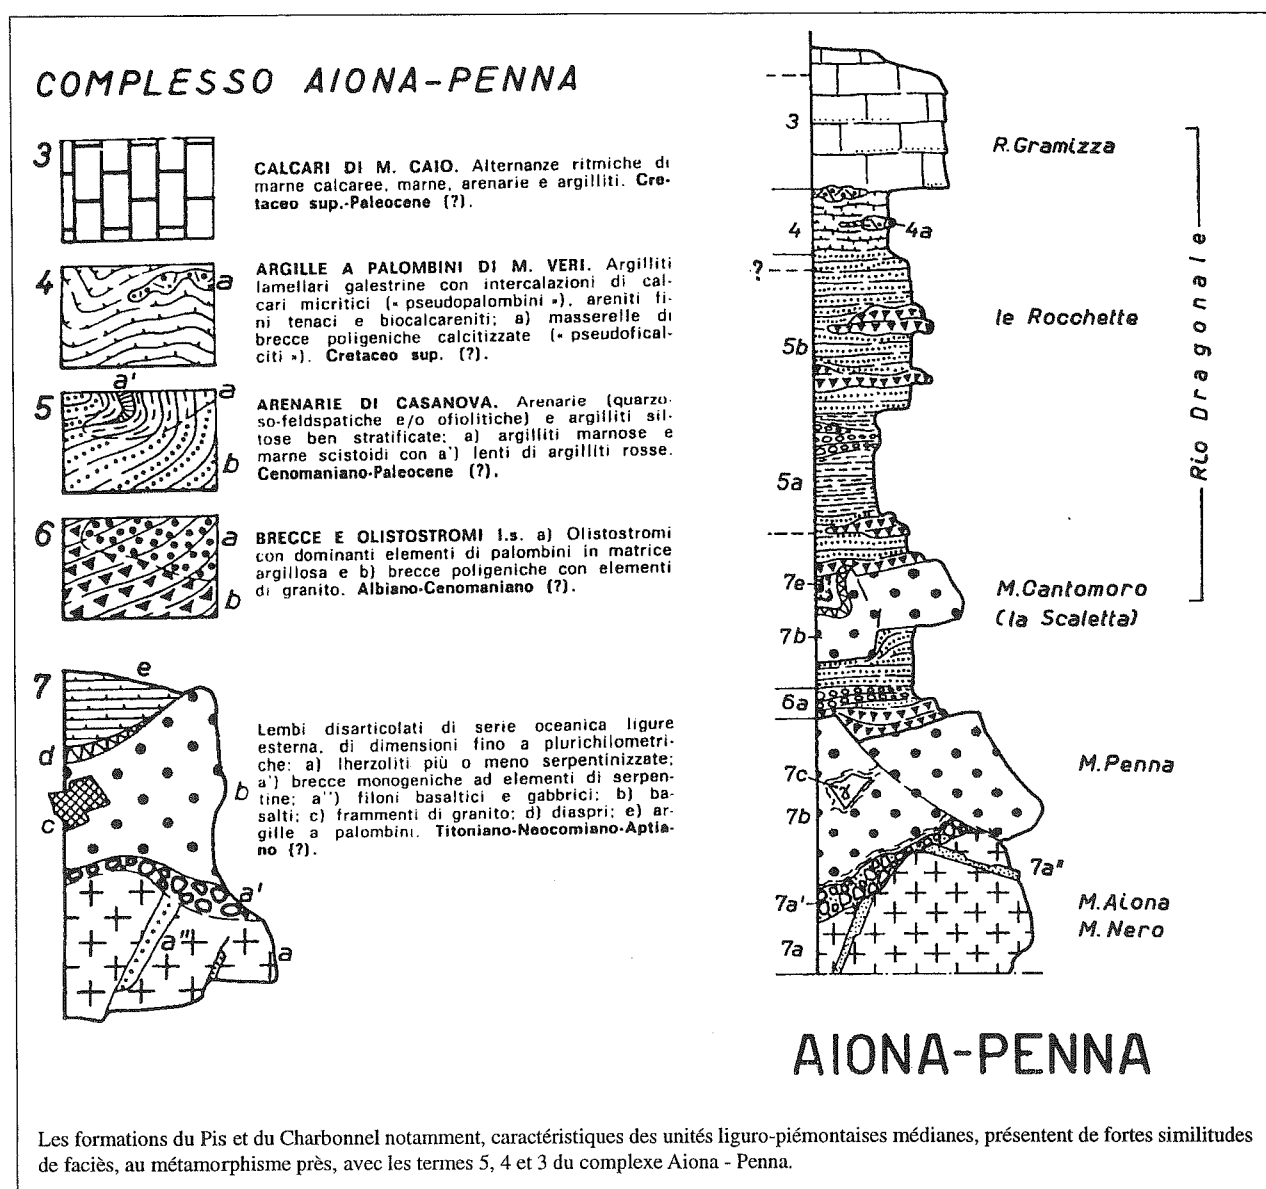 COMPLESSO AIONA-PENNA
3
CALCARI DI M. CAIO. Alternanze ritmiche di
marne calcaree, marne, arenarie e argilliti. Cre-
taceo sup.-Paleocene (?).
4
a
ARGILLE A PALOMBINI DI M. VERI. Argilliti
lamellari galestrine con intercalazioni di cal-
cari micritici (« pseudopalombini »), areniti fi-
ni tenaci e biocalcareniti; a) masserelle di
brecce poligeniche calcitizzate (« pseudofical-
citi »). Cretaceo sup. (?).
5
a'
a
b
ARENARIE DI CASANOVA. Arenarie (quarzo-
so-feldspatiche e/o ofiolitiche) e argilliti sil-
tose ben stratificate; a) argilliti marnose e
marne scistoidi con a') lenti di argilliti rosse.
Cenomaniano-Paleocene (?).
6
a
b
BRECCE E OLISTOSTROMI l.s. a) Olistostromi
con dominanti elementi di palombini in matrice
argillosa e b) brecce poligeniche con elementi
di granito. Albiano-Cenomaniano (?).
7
e
d
c
b
a'
a"
a
Lembi disarticolati di serie oceanica ligure
esterna, di dimensioni fino a plurichilometri-
che: a) lherzoliti più o meno serpentinizzate;
a') brecce monogeniche ad elementi di serpen-
tine; a'') filoni basaltici e gabbrici; b) ba-
salti; c) frammenti di granito; d) diaspri; e) ar-
gille a palombini. Titoniano-Neocomiano-Aptia-
no (?).
3
4
4a
?
5b
5a
7e
7b
6a
7c
γ
7b
7a'
7a"
7a
R. Gramizza
le Rocchette
Rio Dragonale
M. Cantomoro
(la Scaletta)
M. Penna
M. Aiona
M. Nero
AIONA-PENNA
Les formations du Pis et du Charbonnel notamment, caractéristiques des unités liguro-piémontaises médianes, présentent de fortes similitudes
de faciès, au métamorphisme près, avec les termes 5, 4 et 3 du complexe Aiona - Penna.